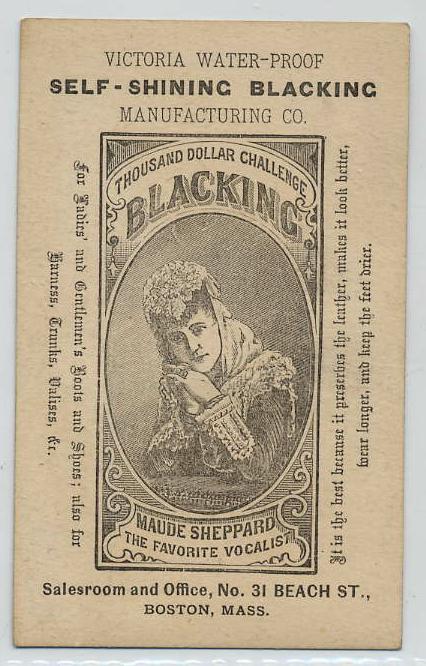 VICTORIA WATER-PROOF
SELF-SHINING BLACKING
MANUFACTURING CO.
For Ladies' and Gentlemen's Boots and Shoes; also for
Harness, Trunks, Valises, &c.
THOUSAND DOLLAR CHALLENGE
BLACKING
MAUDE SHEPPARD
THE FAVORITE VOCALIST
It is the best because it preserves the leather, makes it look better,
wear longer, and keep the feet drier.
Salesroom and Office, No. 31 BEACH ST.,
BOSTON, MASS.